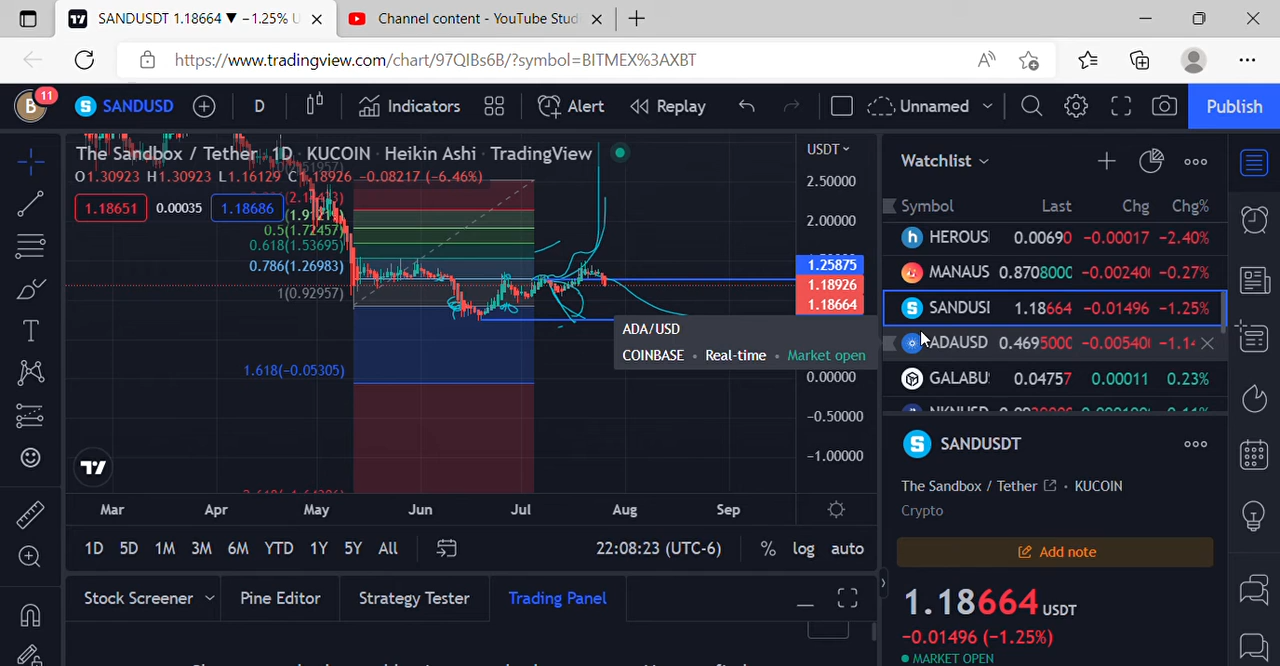 SANDUSDT 1.18664 ▼ −1.25% U
Channel content - YouTube Stud
https://www.tradingview.com/chart/97QIBs6B/?symbol=BITMEX%3AXBT
B
11
SANDUSD
D
Indicators
Alert
Replay
Unnamed
Publish
The Sandbox / Tether · 1D · KUCOIN · Heikin Ashi · TradingView
O1.30923 H1.30923 L1.16129 C1.18926 −0.08217 (−6.46%)
1.18651
0.00035
1.18686
0.5(1.72457)
0.618(1.53695)
0.786(1.26983)
1(0.92957)
1.618(−0.05305)
USDT
2.50000
2.00000
1.25875
1.18926
1.18664
0.00000
−0.50000
−1.00000
ADA/USD
COINBASE • Real-time • Market open
Mar Apr May Jun Jul Aug Sep
1D 5D 1M 3M 6M YTD 1Y 5Y All
22:08:23 (UTC-6)
% log auto
Stock Screener
Pine Editor
Strategy Tester
Trading Panel
Watchlist
Symbol Last Chg Chg%
HEROUS 0.00690 −0.00017 −2.40%
MANAUS 0.8708000 −0.00240 −0.27%
SANDUSI 1.18664 −0.01496 −1.25%
ADAUSD 0.4695000 −0.00540 −1.14
GALABU 0.04757 0.00011 0.23%
SANDUSDT
The Sandbox / Tether • KUCOIN
Crypto
Add note
1.18664 USDT
−0.01496 (−1.25%)
MARKET OPEN